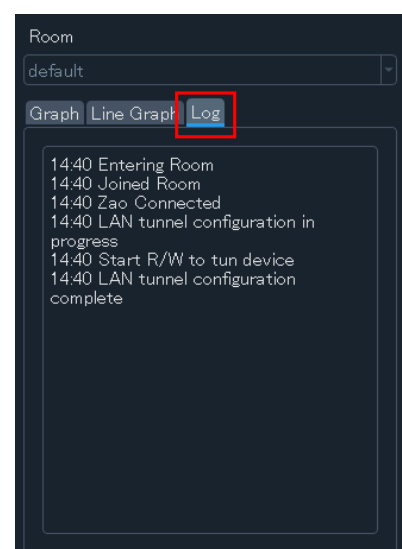 Room
default
Graph Line Graph Log
14:40 Entering Room
14:40 Joined Room
14:40 Zao Connected
14:40 LAN tunnel configuration in
progress
14:40 Start R/W to tun device
14:40 LAN tunnel configuration
complete